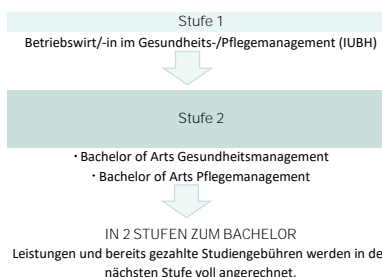 Stufe 1
Betriebswirt/-in im Gesundheits-/Pflegemanagement (IUBH)
Stufe 2
· Bachelor of Arts Gesundheitsmanagement
· Bachelor of Arts Pflegemanagement
IN 2 STUFEN ZUM BACHELOR
Leistungen und bereits gezahlte Studiengebühren werden in de
nächsten Stufe voll angerechnet.